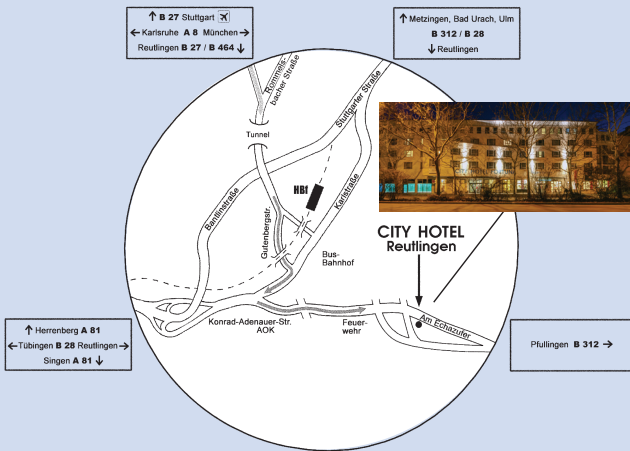 ↑ B 27 Stuttgart
← Karlsruhe A 8 München →
Reutlingen B 27 / B 464 ↓
↑ Metzingen, Bad Urach, Ulm
B 312 / B 28
↓ Reutlingen
Rommels-
bacher Straße
Stuttgarter Straße
Tunnel
HBf
Karlstraße
Bantlinstraße
Gutenbergstr.
CITY HOTEL
Reutlingen
Bus-
Bahnhof
Konrad-Adenauer-Str.
AOK
Feuer-
wehr
Am Echazufer
↑ Herrenberg A 81
← Tübingen B 28 Reutlingen →
Singen A 81 ↓
Pfullingen B 312 →